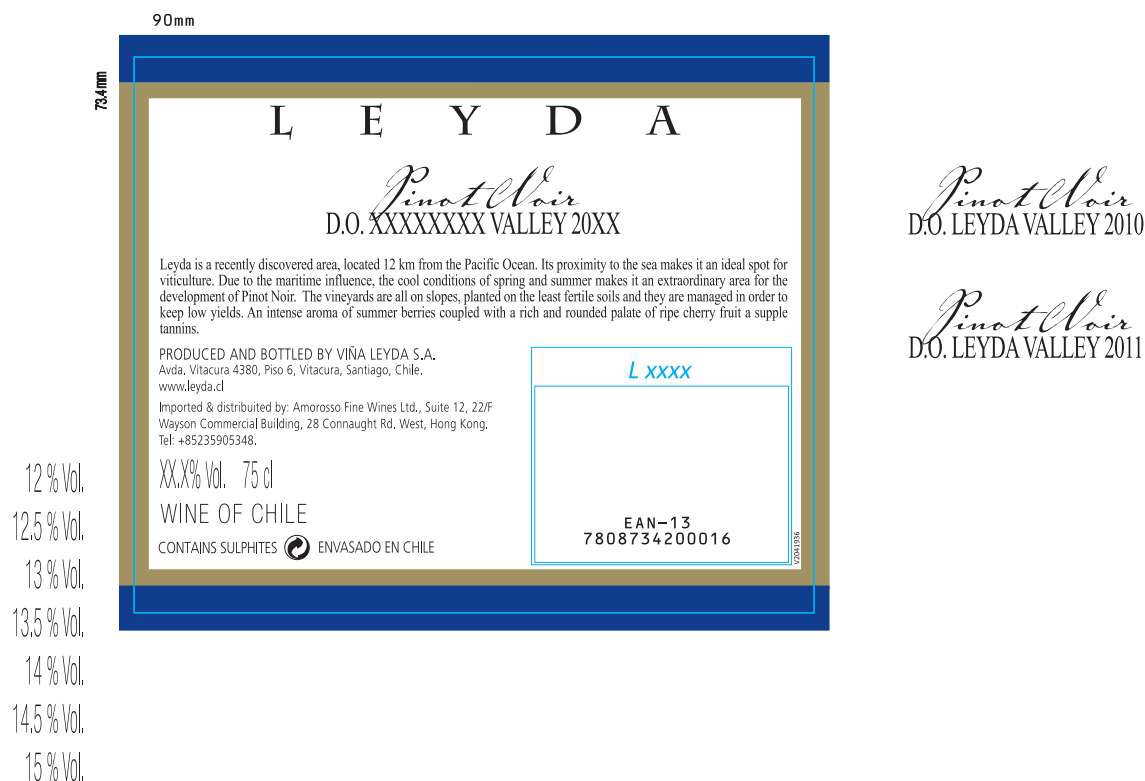 90mm
73.4mm
L E Y D A
Pinot Noir
D.O. XXXXXXXX VALLEY 20XX
Leyda is a recently discovered area, located 12 km from the Pacific Ocean. Its proximity to the sea makes it an ideal spot for
viticulture. Due to the maritime influence, the cool conditions of spring and summer makes it an extraordinary area for the
development of Pinot Noir. The vineyards are all on slopes, planted on the least fertile soils and they are managed in order to
keep low yields. An intense aroma of summer berries coupled with a rich and rounded palate of ripe cherry fruit a supple
tannins.
PRODUCED AND BOTTLED BY VIÑA LEYDA S.A.
Avda. Vitacura 4380, Piso 6, Vitacura, Santiago, Chile.
www.leyda.cl
Imported & distribuited by: Amorosso Fine Wines Ltd., Suite 12, 22/F
Wayson Commercial Building, 28 Connaught Rd. West, Hong Kong.
Tel: +85235905348.
XX.X% Vol. 75 cl
WINE OF CHILE
CONTAINS SULPHITES ENVASADO EN CHILE
L xxxx
EAN-13
7808734200016
V2041936
Pinot Noir
D.O. LEYDA VALLEY 2010
Pinot Noir
D.O. LEYDA VALLEY 2011
12 % Vol.
12.5 % Vol.
13 % Vol.
13.5 % Vol.
14 % Vol.
14.5 % Vol.
15 % Vol.